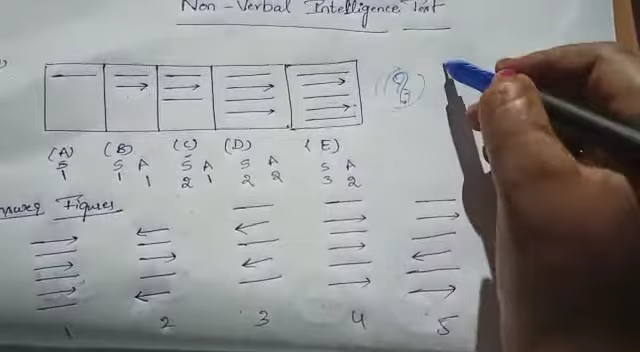 Non-Verbal Intelligence Test
(A) (B) (C) (D) (E)
S S A S A S A S A
1 1 1 2 1 2 2 3 2
Figures
1 2 3 4 5